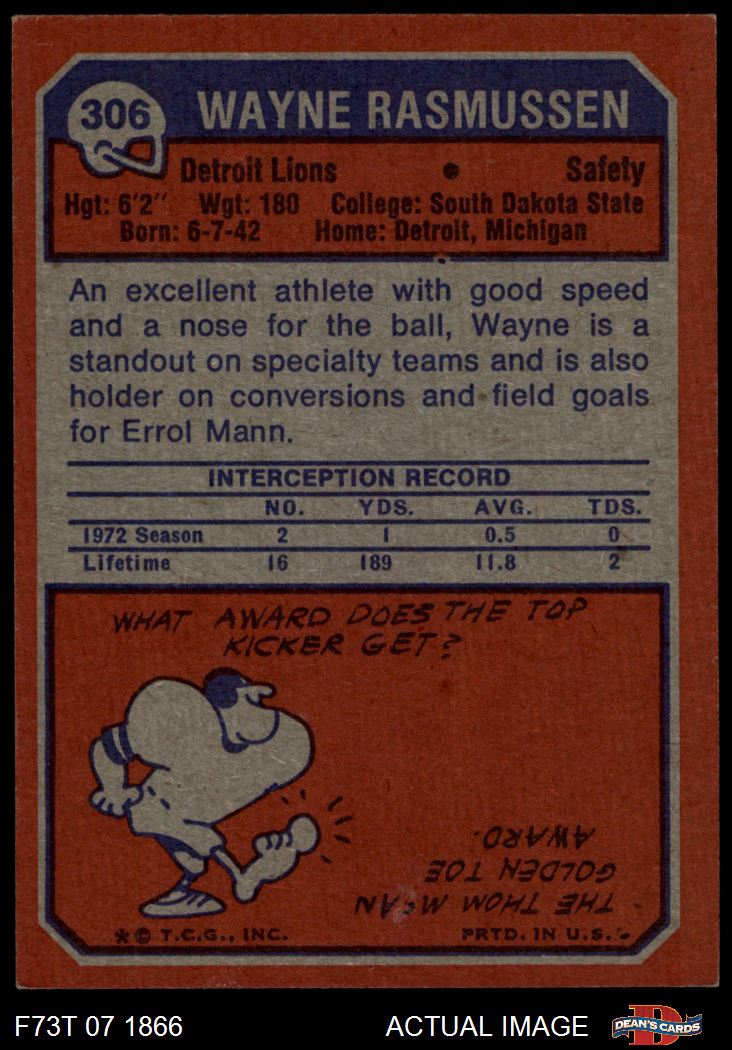 306 WAYNE RASMUSSEN
Detroit Lions • Safety
Hgt: 6'2" Wgt: 180 College: South Dakota State
Born: 6-7-42 Home: Detroit, Michigan
An excellent athlete with good speed
and a nose for the ball, Wayne is a
standout on specialty teams and is also
holder on conversions and field goals
for Errol Mann.
INTERCEPTION RECORD
NO. YDS. AVG. TDS.
1972 Season 2 1 0.5 0
Lifetime 16 189 11.8 2
WHAT AWARD DOES THE TOP
KICKER GET?
THE THOM McAN
GOLDEN TOE
AWARD.
*© T.C.G., INC. PRTD. IN U.S.A.
F73T 07 1866 ACTUAL IMAGE D DEAN'S CARDS